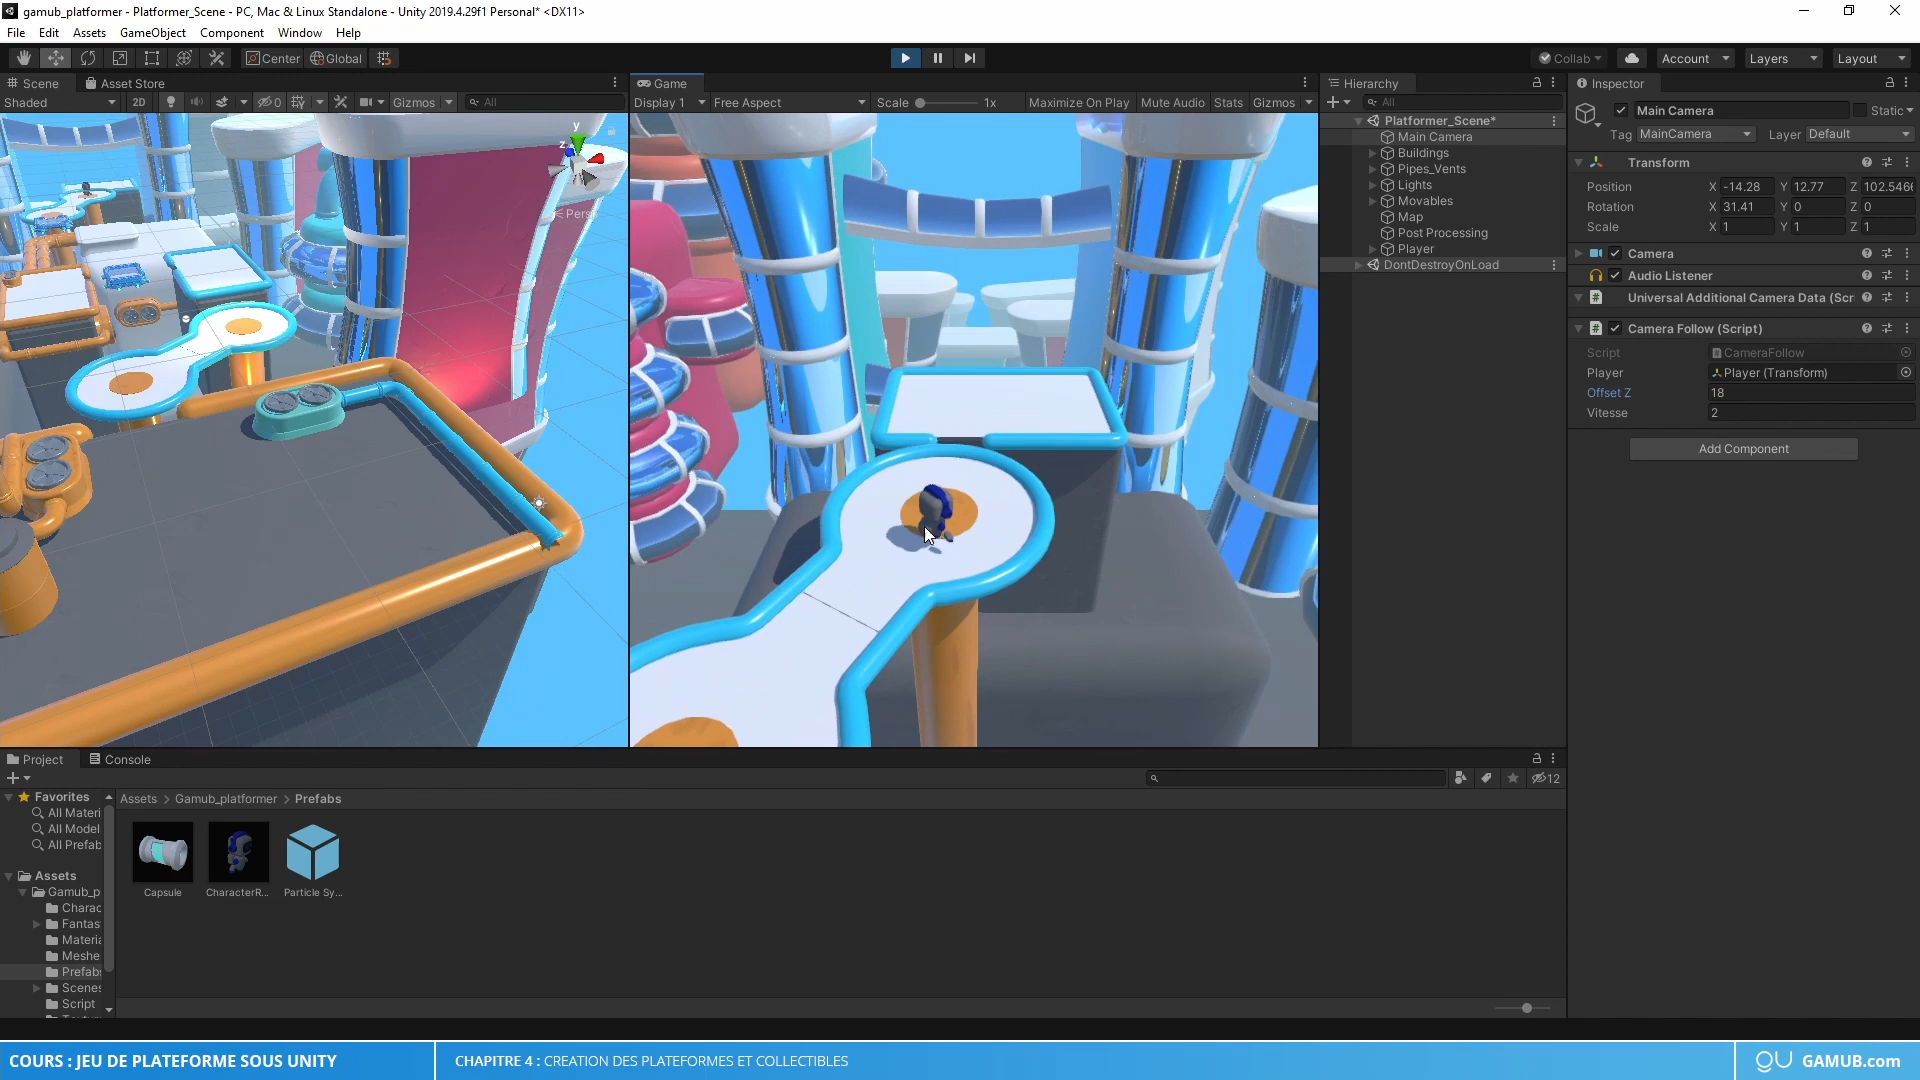 gamub_platformer - Platformer_Scene - PC, Mac & Linux Standalone - Unity 2019.4.29f1 Personal* <DX11>
File Edit Assets GameObject Component Window Help
Center Global Collab Account Layers Layout
Scene Asset Store
Shaded 2D 0 Gizmos All
y
z
Pers
Game
Display 1 Free Aspect Scale 1x Maximize On Play Mute Audio Stats Gizmos
Hierarchy
All
Platformer_Scene*
Main Camera
Buildings
Pipes_Vents
Lights
Movables
Map
Post Processing
Player
DontDestroyOnLoad
Inspector
Main Camera Static
Tag MainCamera Layer Default
Transform
Position X -14.28 Y 12.77 Z 102.546
Rotation X 31.41 Y 0 Z 0
Scale X 1 Y 1 Z 1
Camera
Audio Listener
Universal Additional Camera Data (Scr
Camera Follow (Script)
Script CameraFollow
Player Player (Transform)
Offset Z 18
Vitesse 2
Add Component
Project Console
12
Favorites
All Materi
All Model
All Prefab
Assets
Gamub_p
Charac
Fantas
Materia
Meshe
Prefabs
Scenes
Script
Assets > Gamub_platformer > Prefabs
Capsule CharacterR... Particle Sy...
COURS : JEU DE PLATEFORME SOUS UNITY
CHAPITRE 4 : CREATION DES PLATEFORMES ET COLLECTIBLES
GAMUB.com